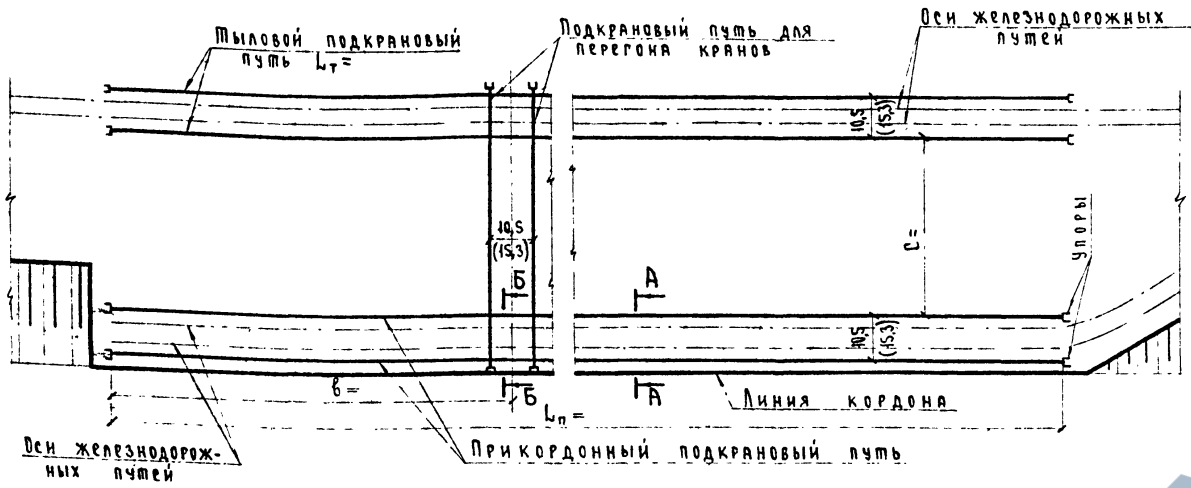 Тыловой подкрановый
путь Lт=
Подкрановый путь для
перегона кранов
Оси железнодорожных
путей
10,5
(15,3)
10,5
(15,3)
C=
Упоры
Б
А
10,5
(15,3)
в=
Б
А
Lп=
Линия кордона
Оси железнодорож-
ных путей
Прикордонный подкрановый путь